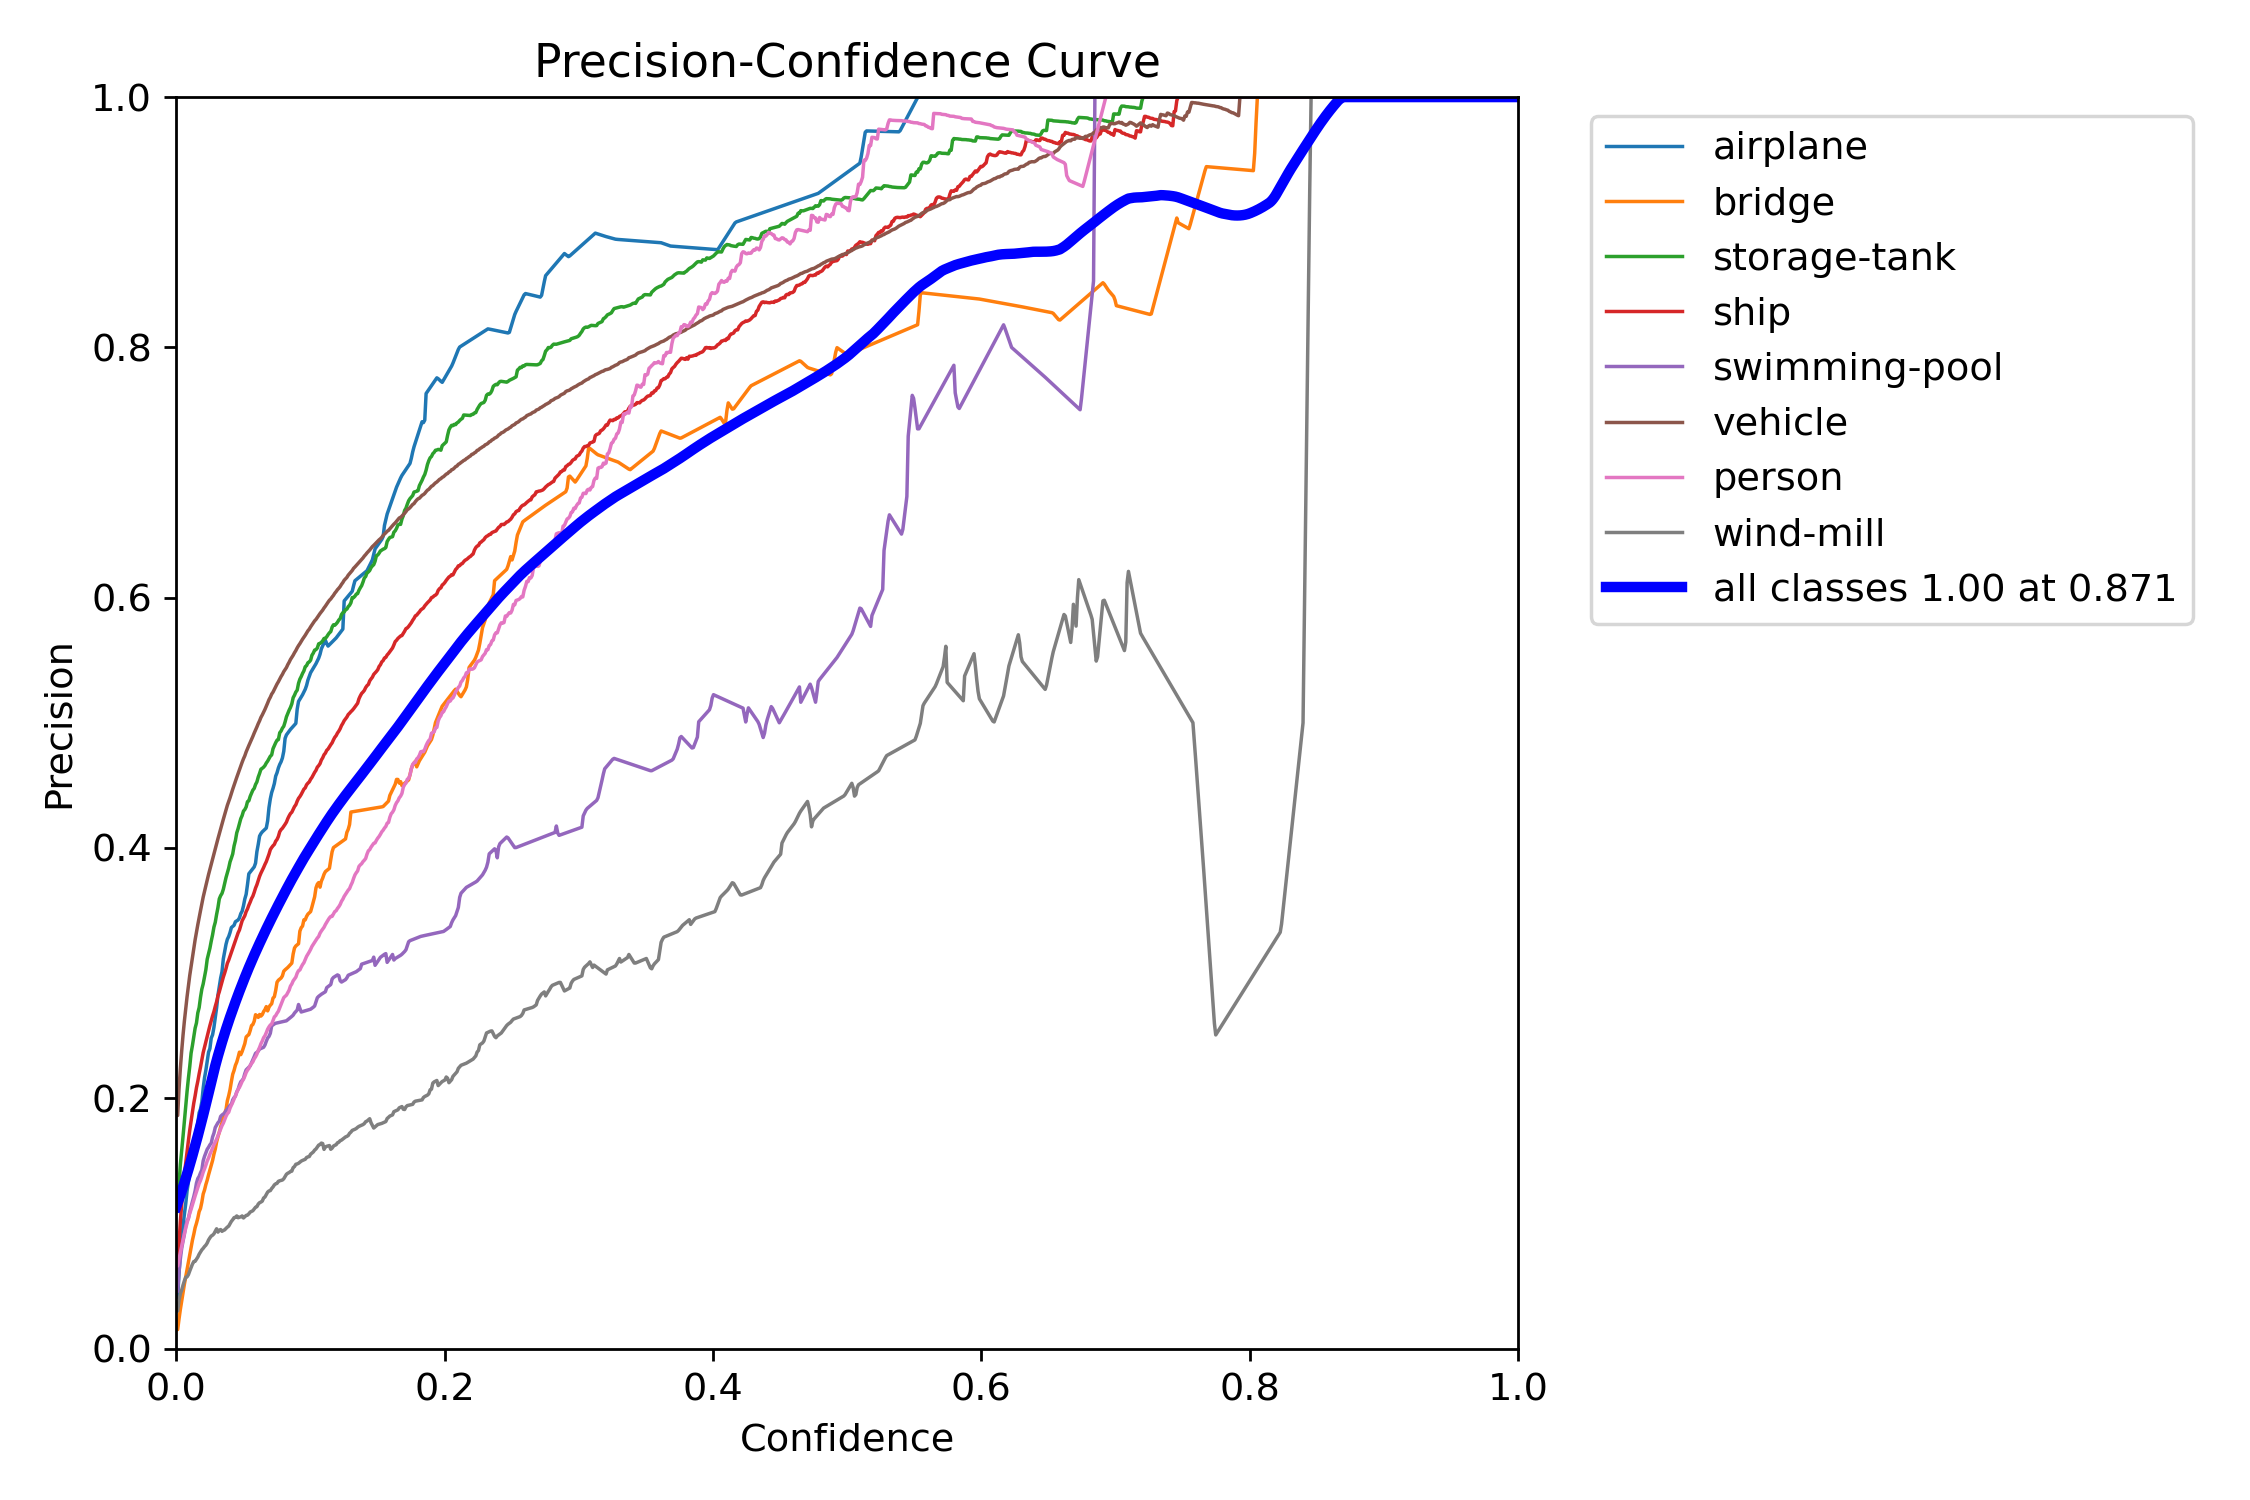 Precision-Confidence Curve
1.0
0.8
0.6
0.4
0.2
0.0
Precision
0.0 0.2 0.4 0.6 0.8 1.0
Confidence
airplane
bridge
storage-tank
ship
swimming-pool
vehicle
person
wind-mill
all classes 1.00 at 0.871